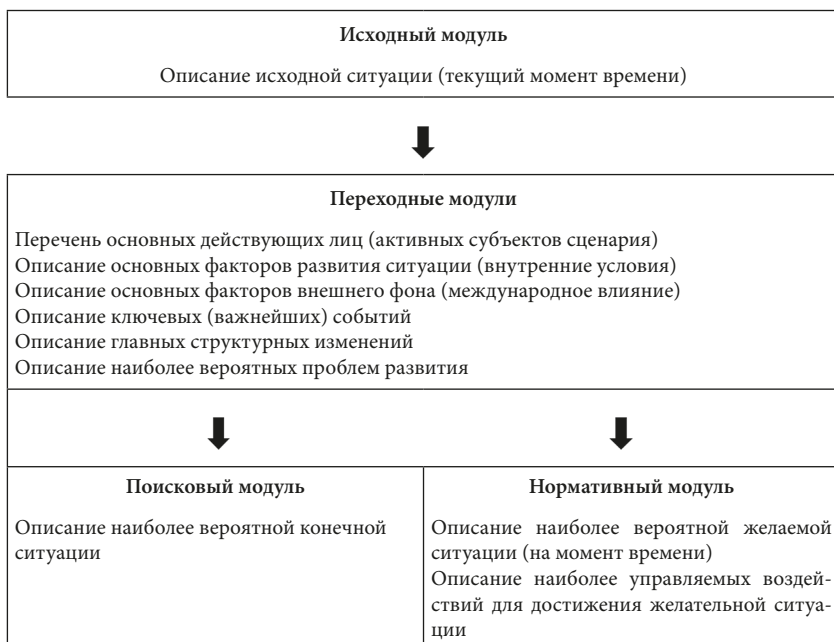 Исходный модуль
Описание исходной ситуации (текущий момент времени)
Переходные модули
Перечень основных действующих лиц (активных субъектов сценария)
Описание основных факторов развития ситуации (внутренние условия)
Описание основных факторов внешнего фона (международное влияние)
Описание ключевых (важнейших) событий
Описание главных структурных изменений
Описание наиболее вероятных проблем развития
Поисковый модуль
Описание наиболее вероятной конечной
ситуации
Нормативный модуль
Описание наиболее вероятной желаемой
ситуации (на момент времени)
Описание наиболее управляемых воздей-
ствий для достижения желательной ситуа-
ции